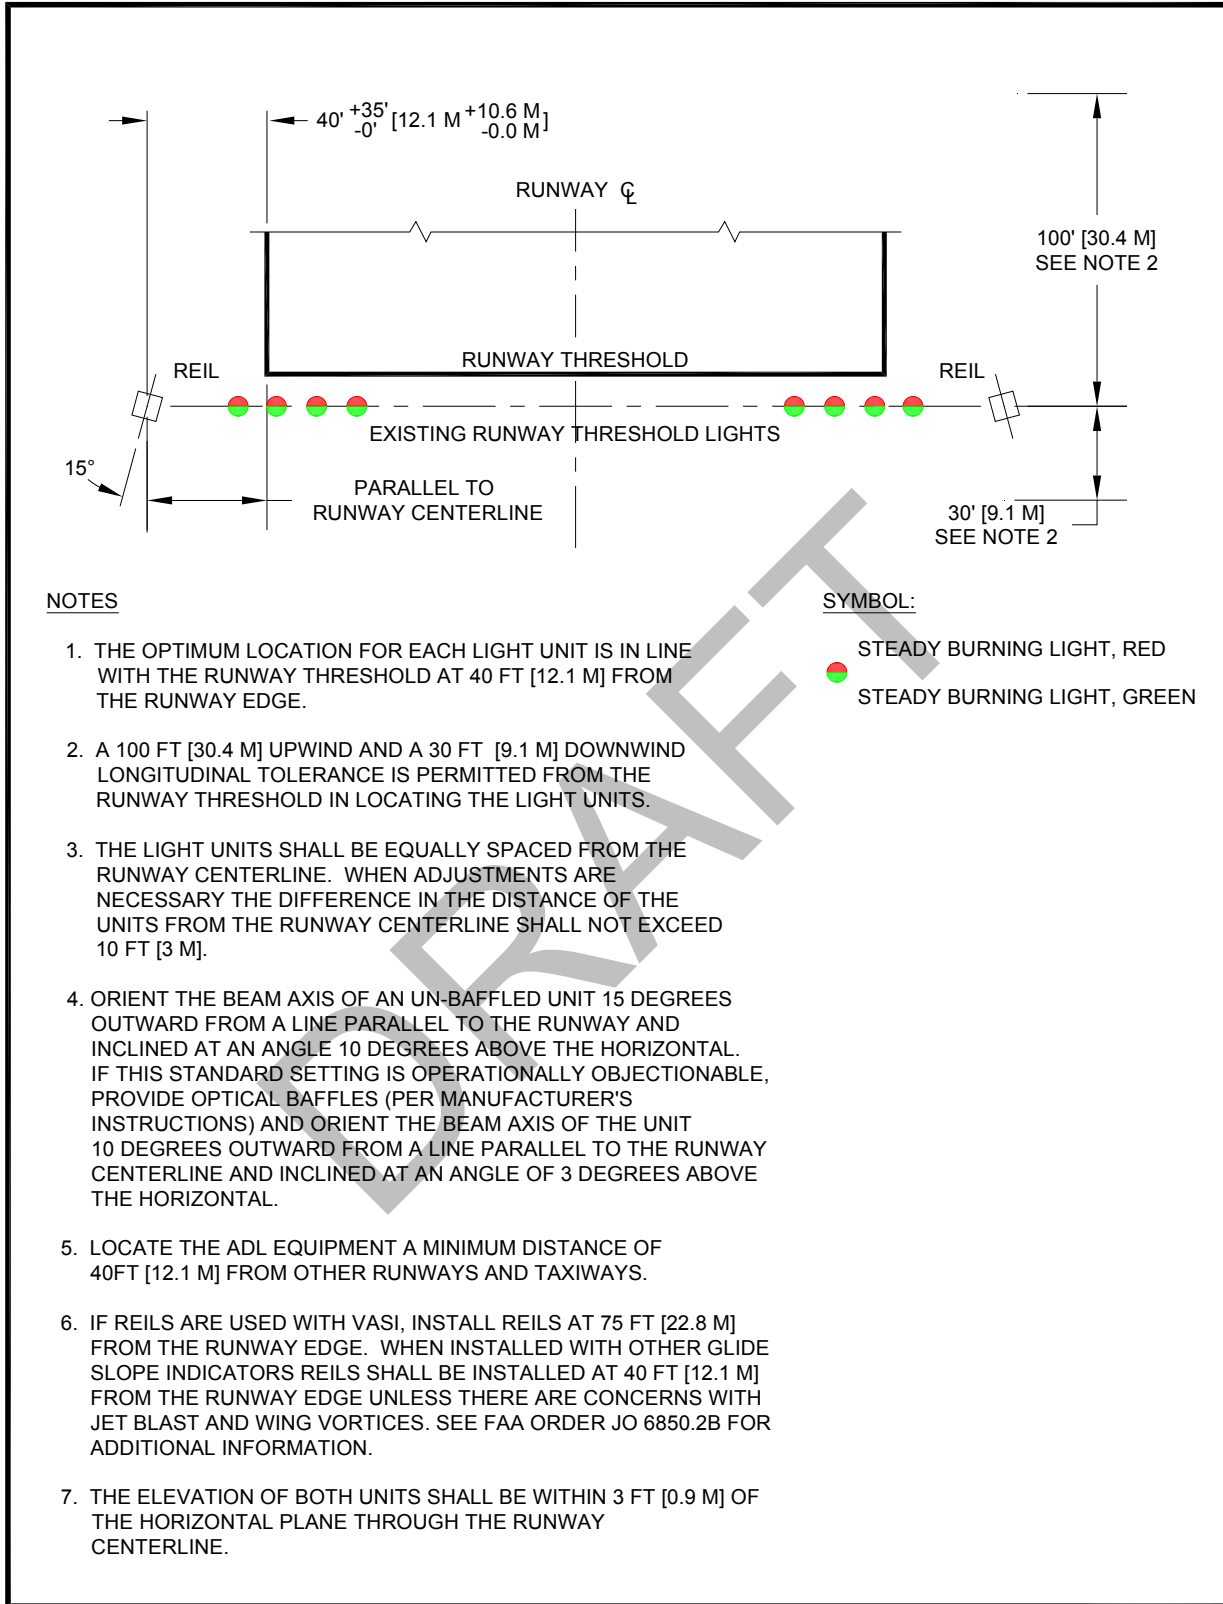 40' +35' -0' [12.1 M +10.6 M -0.0 M]
RUNWAY ℄
100' [30.4 M]
SEE NOTE 2
RUNWAY THRESHOLD
REIL
REIL
EXISTING RUNWAY THRESHOLD LIGHTS
15°
PARALLEL TO
RUNWAY CENTERLINE
30' [9.1 M]
SEE NOTE 2
NOTES
1. THE OPTIMUM LOCATION FOR EACH LIGHT UNIT IS IN LINE
WITH THE RUNWAY THRESHOLD AT 40 FT [12.1 M] FROM
THE RUNWAY EDGE.
2. A 100 FT [30.4 M] UPWIND AND A 30 FT [9.1 M] DOWNWIND
LONGITUDINAL TOLERANCE IS PERMITTED FROM THE
RUNWAY THRESHOLD IN LOCATING THE LIGHT UNITS.
3. THE LIGHT UNITS SHALL BE EQUALLY SPACED FROM THE
RUNWAY CENTERLINE. WHEN ADJUSTMENTS ARE
NECESSARY THE DIFFERENCE IN THE DISTANCE OF THE
UNITS FROM THE RUNWAY CENTERLINE SHALL NOT EXCEED
10 FT [3 M].
4. ORIENT THE BEAM AXIS OF AN UN-BAFFLED UNIT 15 DEGREES
OUTWARD FROM A LINE PARALLEL TO THE RUNWAY AND
INCLINED AT AN ANGLE 10 DEGREES ABOVE THE HORIZONTAL.
IF THIS STANDARD SETTING IS OPERATIONALLY OBJECTIONABLE,
PROVIDE OPTICAL BAFFLES (PER MANUFACTURER'S
INSTRUCTIONS) AND ORIENT THE BEAM AXIS OF THE UNIT
10 DEGREES OUTWARD FROM A LINE PARALLEL TO THE RUNWAY
CENTERLINE AND INCLINED AT AN ANGLE OF 3 DEGREES ABOVE
THE HORIZONTAL.
5. LOCATE THE ADL EQUIPMENT A MINIMUM DISTANCE OF
40FT [12.1 M] FROM OTHER RUNWAYS AND TAXIWAYS.
6. IF REILS ARE USED WITH VASI, INSTALL REILS AT 75 FT [22.8 M]
FROM THE RUNWAY EDGE. WHEN INSTALLED WITH OTHER GLIDE
SLOPE INDICATORS REILS SHALL BE INSTALLED AT 40 FT [12.1 M]
FROM THE RUNWAY EDGE UNLESS THERE ARE CONCERNS WITH
JET BLAST AND WING VORTICES. SEE FAA ORDER JO 6850.2B FOR
ADDITIONAL INFORMATION.
7. THE ELEVATION OF BOTH UNITS SHALL BE WITHIN 3 FT [0.9 M] OF
THE HORIZONTAL PLANE THROUGH THE RUNWAY
CENTERLINE.
SYMBOL:
STEADY BURNING LIGHT, RED
STEADY BURNING LIGHT, GREEN
DRAFT